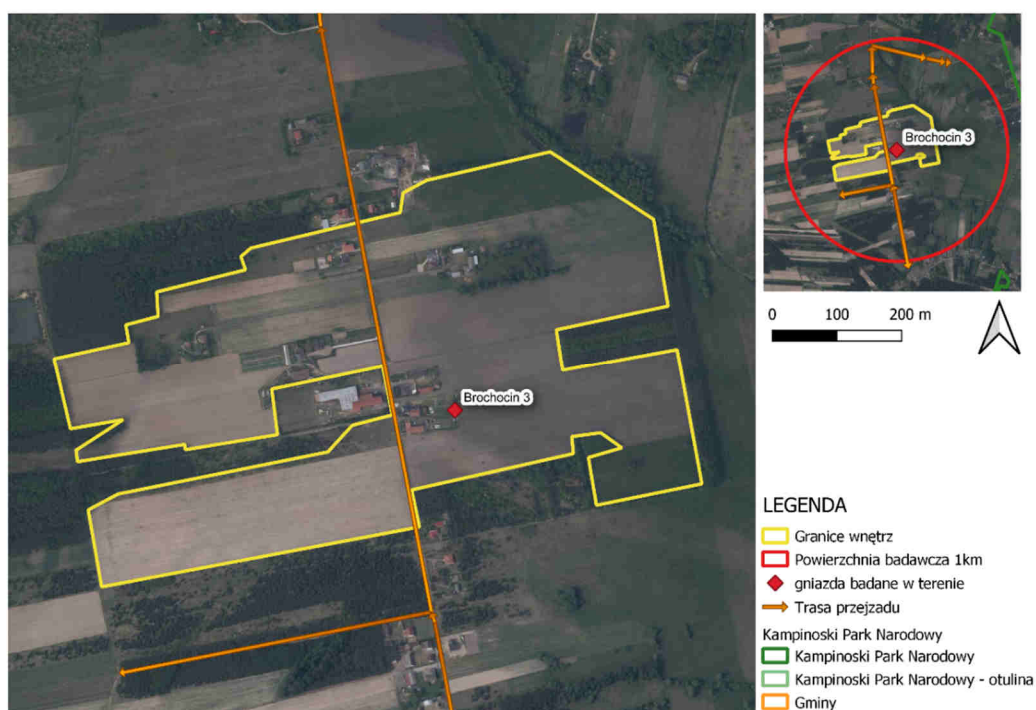 Brochocin 3
Brochocin 3
0 100 200 m
LEGENDA
Granice wnętrz
Powierzchnia badawcza 1km
gniazda badane w terenie
Trasa przejzadu
Kampinoski Park Narodowy
Kampinoski Park Narodowy
Kampinoski Park Narodowy - otulina
Gminy